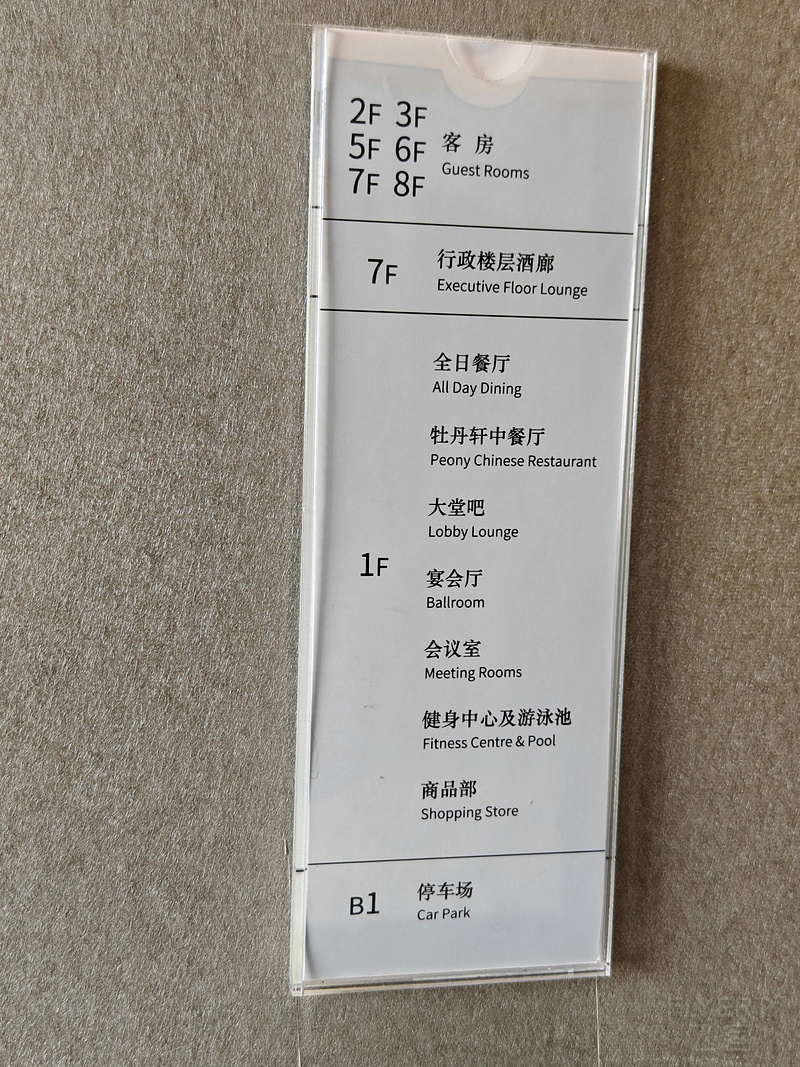 2F 3F
5F 6F
7F 8F
客 房
Guest Rooms
7F
行政楼层酒廊
Executive Floor Lounge
1F
全日餐厅
All Day Dining
牡丹轩中餐厅
Peony Chinese Restaurant
大堂吧
Lobby Lounge
宴会厅
Ballroom
会议室
Meeting Rooms
健身中心及游泳池
Fitness Centre & Pool
商品部
Shopping Store
B1
停车场
Car Park